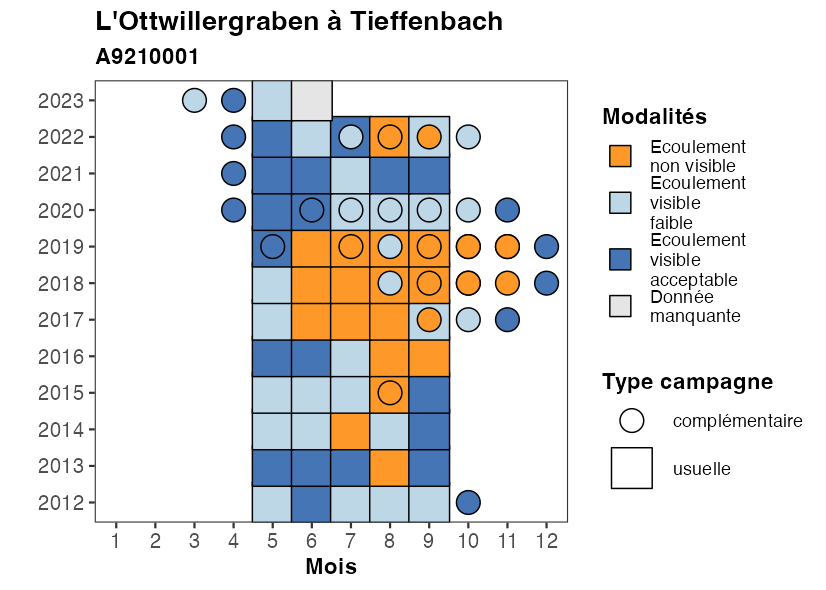 L'Ottwillergraben à Tieffenbach
A9210001
2023
2022
2021
2020
2019
2018
2017
2016
2015
2014
2013
2012
1 2 3 4 5 6 7 8 9 10 11 12
Mois
Modalités
Ecoulement
non visible
Ecoulement
visible
faible
Ecoulement
visible
acceptable
Donnée
manquante
Type campagne
complémentaire
usuelle